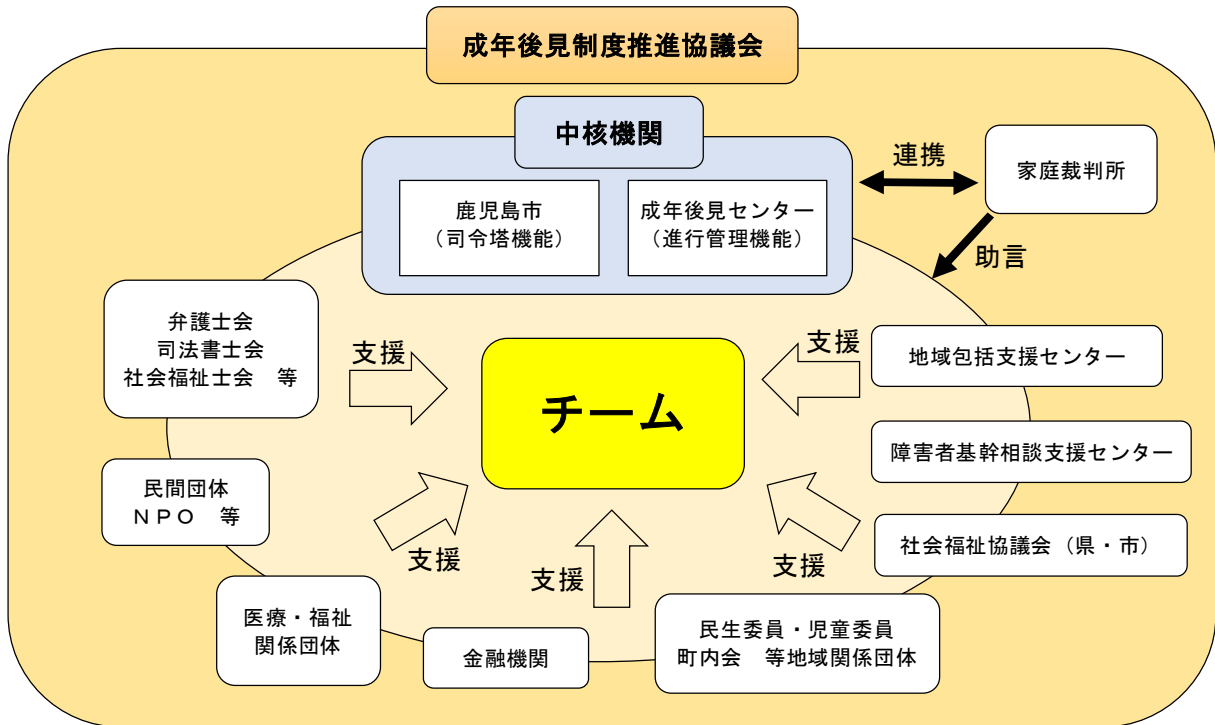 成年後見制度推進協議会
中核機関
鹿児島市
（司令塔機能）
成年後見センター
（進行管理機能）
連携
家庭裁判所
助言
弁護士会
司法書士会
社会福祉士会　等
支援
チーム
支援
地域包括支援センター
障害者基幹相談支援センター
民間団体
ＮＰＯ　等
支援
支援
支援
社会福祉協議会（県・市）
医療・福祉
関係団体
金融機関
民生委員・児童委員
町内会　等地域関係団体